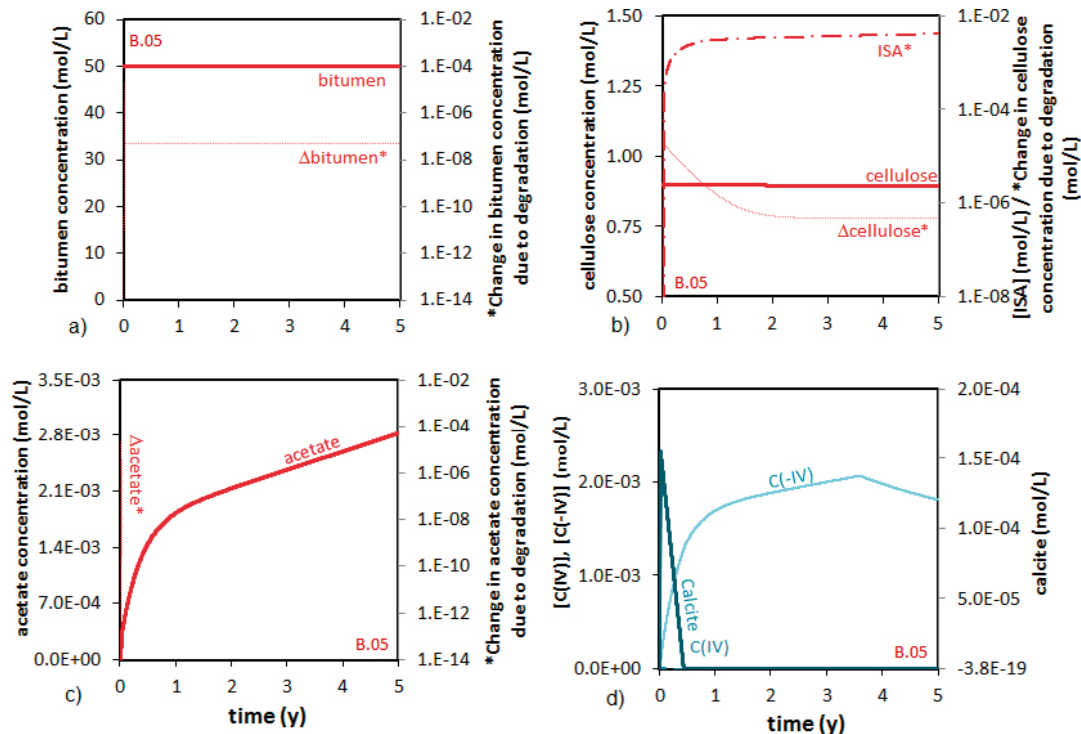 60
50
40
30
20
10
0
bitumen concentration (mol/L)
B.05
bitumen
Δbitumen*
1.E-02
1.E-04
1.E-06
1.E-08
1.E-10
1.E-12
1.E-14
*Change in bitumen concentration
due to degradation (mol/L)
a)
0 1 2 3 4 5
1.50
1.25
1.00
0.75
0.50
cellulose concentration (mol/L)
ISA*
cellulose
Δcellulose*
B.05
1.E-02
1.E-04
1.E-06
1.E-08
[ISA] (mol/L) / *Change in cellulose
concentration due to degradation
(mol/L)
b)
0 1 2 3 4 5
3.5E-03
2.8E-03
2.1E-03
1.4E-03
7.0E-04
0.0E+00
acetate concentration (mol/L)
Δacetate*
acetate
B.05
1.E-02
1.E-04
1.E-06
1.E-08
1.E-10
1.E-12
1.E-14
*Change in acetate concentration
due to degradation (mol/L)
c)
0 1 2 3 4 5
time (y)
3.0E-03
2.0E-03
1.0E-03
0.0E+00
[C(IV)], [C(-IV)] (mol/L)
C(-IV)
Calcite
C(IV)
B.05
2.0E-04
1.5E-04
1.0E-04
5.0E-05
-3.8E-19
calcite (mol/L)
d)
0 1 2 3 4 5
time (y)